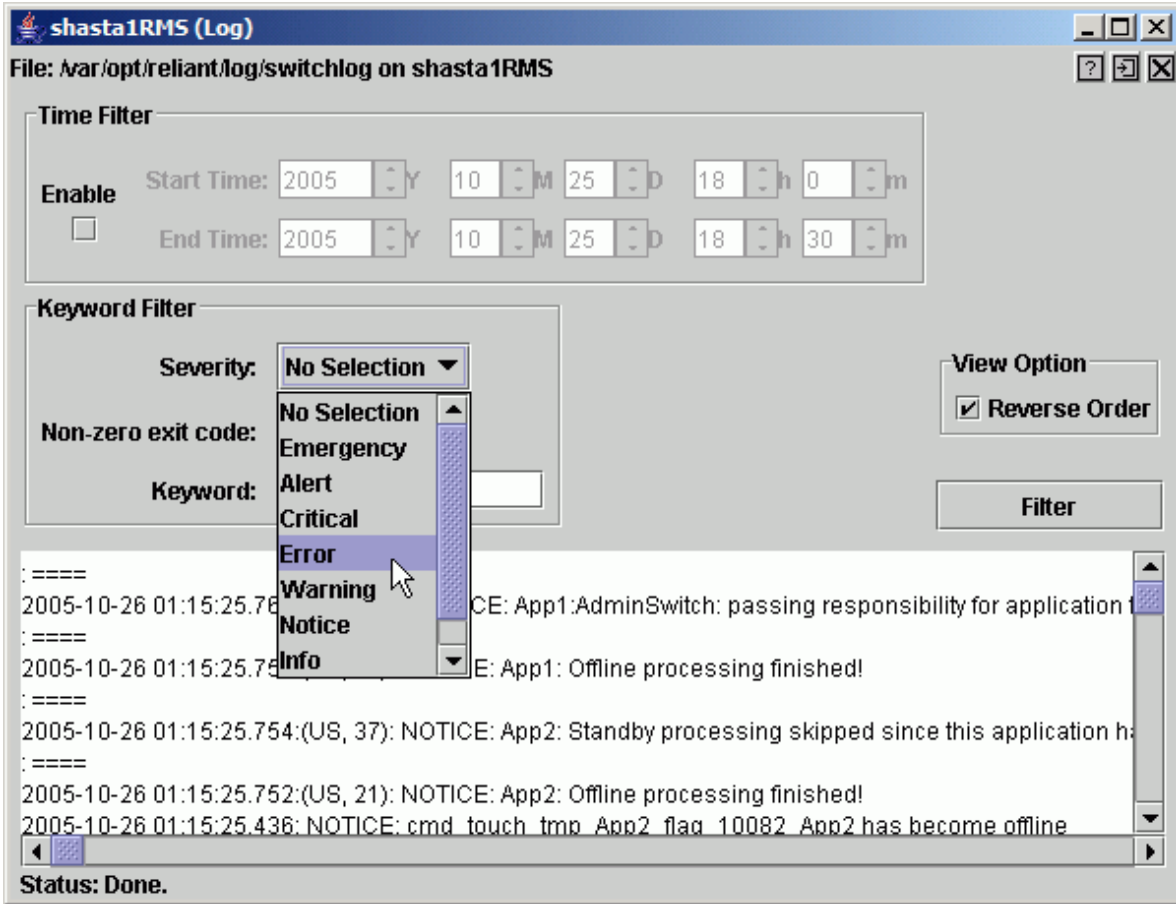 shasta1RMS (Log)
File: /var/opt/reliant/log/switchlog on shasta1RMS
Time Filter
Enable
Start Time: 2005 Y 10 M 25 D 18 h 0 m
End Time: 2005 Y 10 M 25 D 18 h 30 m
Keyword Filter
Severity: No Selection
No Selection
Emergency
Alert
Critical
Error
Warning
Notice
Info
Non-zero exit code:
Keyword:
View Option
Reverse Order
Filter
: ====
2005-10-26 01:15:25.76 CE: App1:AdminSwitch: passing responsibility for application
: ====
2005-10-26 01:15:25.75 E: App1: Offline processing finished!
: ====
2005-10-26 01:15:25.754:(US, 37): NOTICE: App2: Standby processing skipped since this application ha
: ====
2005-10-26 01:15:25.752:(US, 21): NOTICE: App2: Offline processing finished!
2005-10-26 01:15:25.436: NOTICE: cmd_touch_tmp_App2_flag_10082_App2 has become offline
Status: Done.